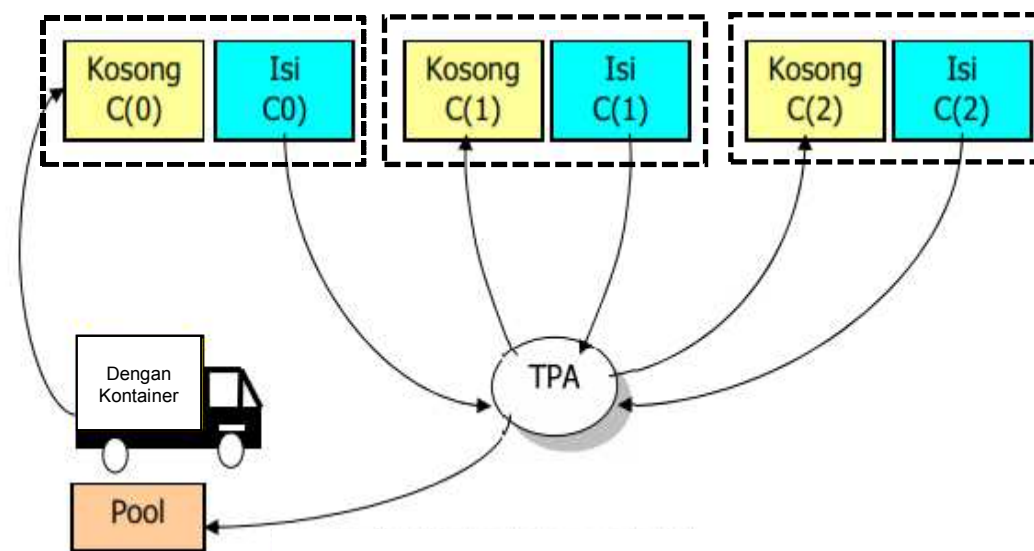 Kosong
C(0)
Isi
C0)
Kosong
C(1)
Isi
C(1)
Kosong
C(2)
Isi
C(2)
Dengan
Kontainer
TPA
Pool